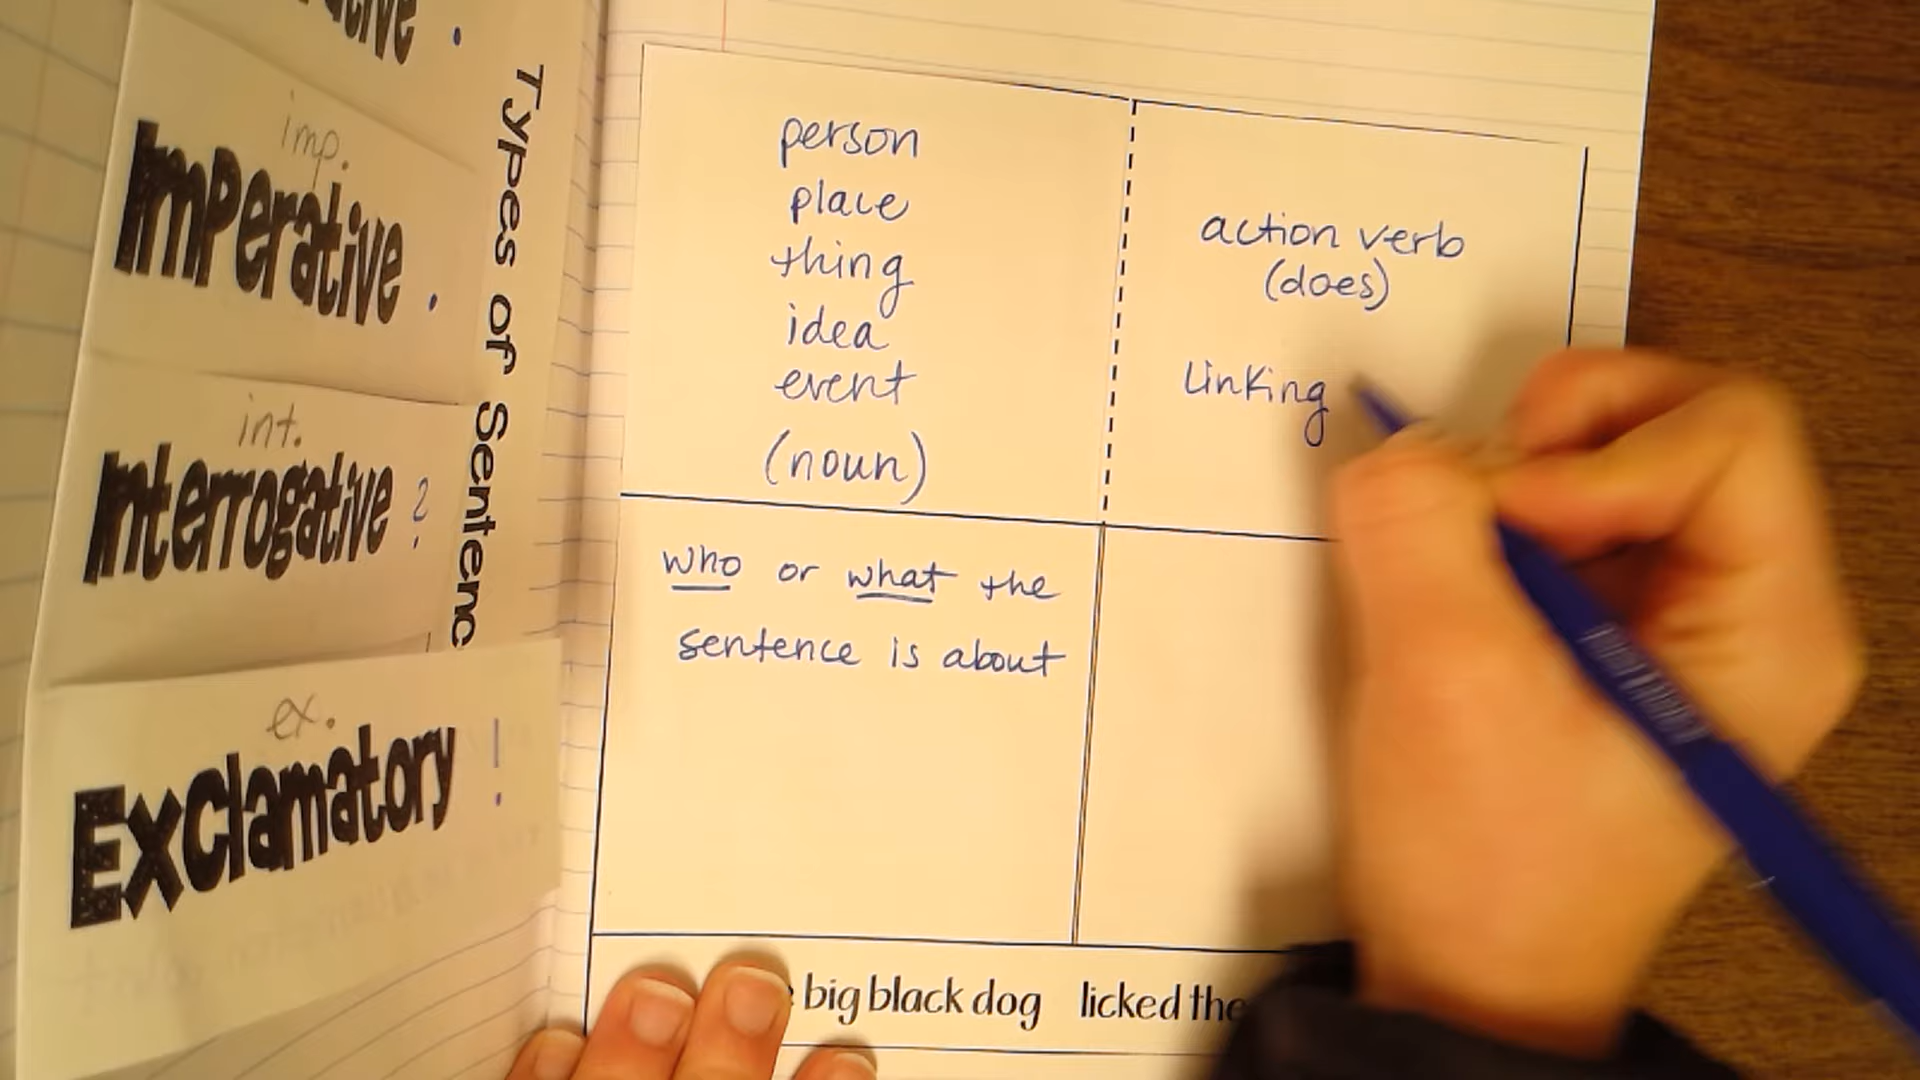 imp.
Imperative .
int.
Interrogative ?
ex.
Exclamatory !
Types of
person
place
thing
idea
event
(noun)
action verb
(does)
Linking
who or what the
sentence is about
big black dog licked the